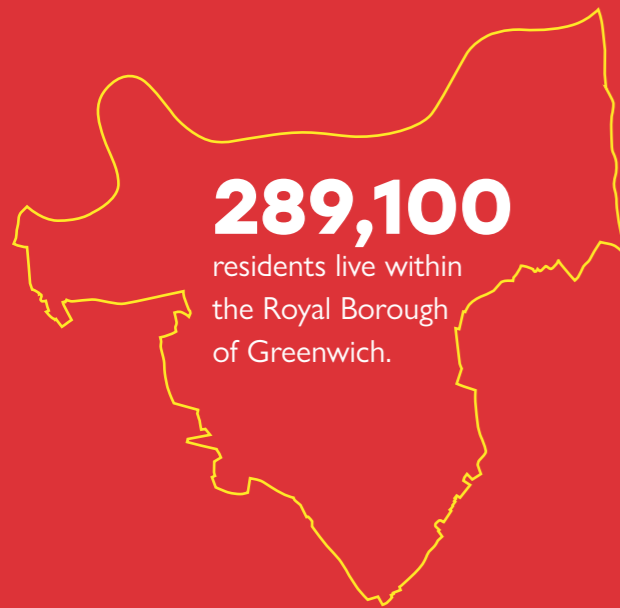 289,100
residents live within
the Royal Borough
of Greenwich.